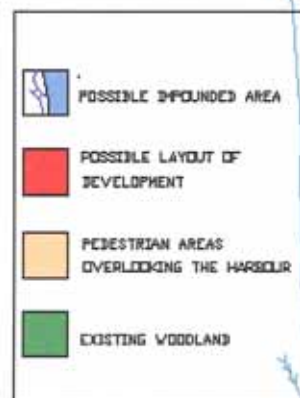 POSSIBLE IMPOUNDED AREA
POSSIBLE LAYOUT OF
DEVELOPMENT
PEDESTRIAN AREAS
OVERLOOKING THE HARBOUR
EXISTING WOODLAND